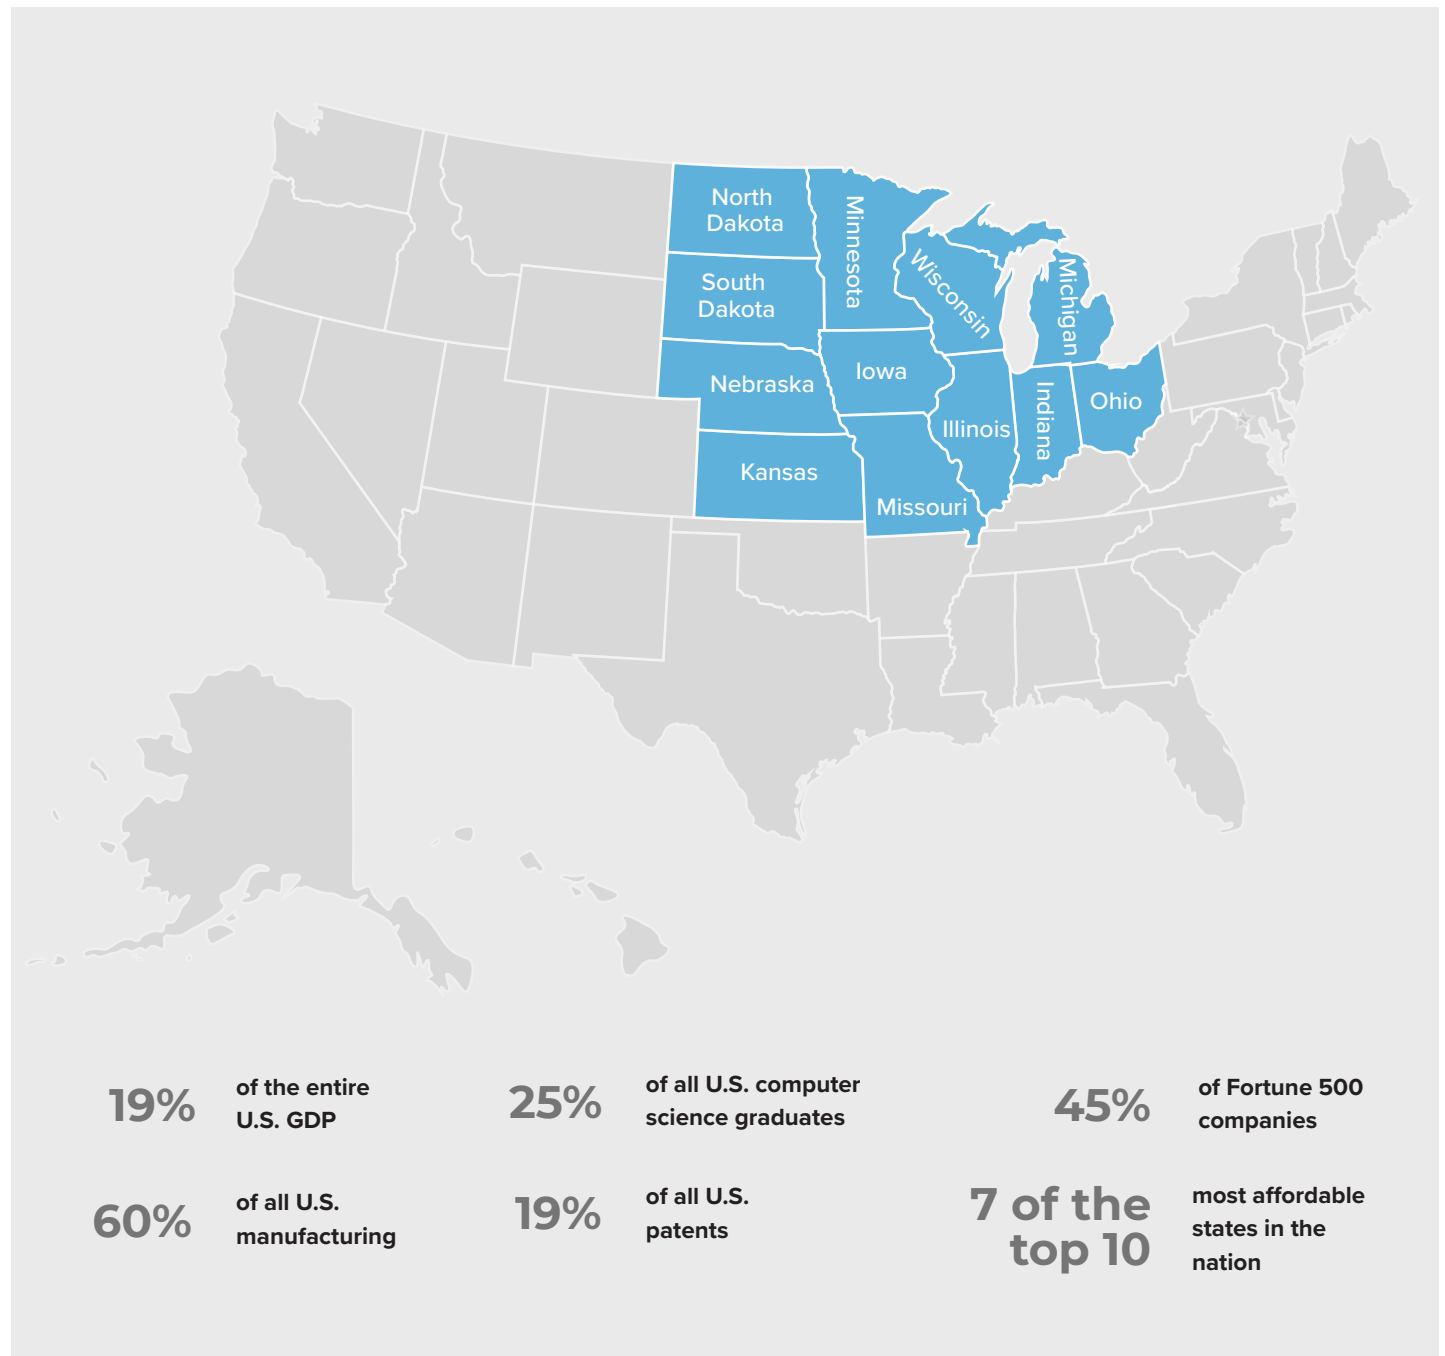 North
Dakota
Minnesota
Wisconsin
Michigan
South
Dakota
Nebraska
Iowa
Illinois
Indiana
Ohio
Kansas
Missouri
19%
of the entire
U.S. GDP
25%
of all U.S. computer
science graduates
45%
of Fortune 500
companies
60%
of all U.S.
manufacturing
19%
of all U.S.
patents
7 of the
top 10
most affordable
states in the
nation